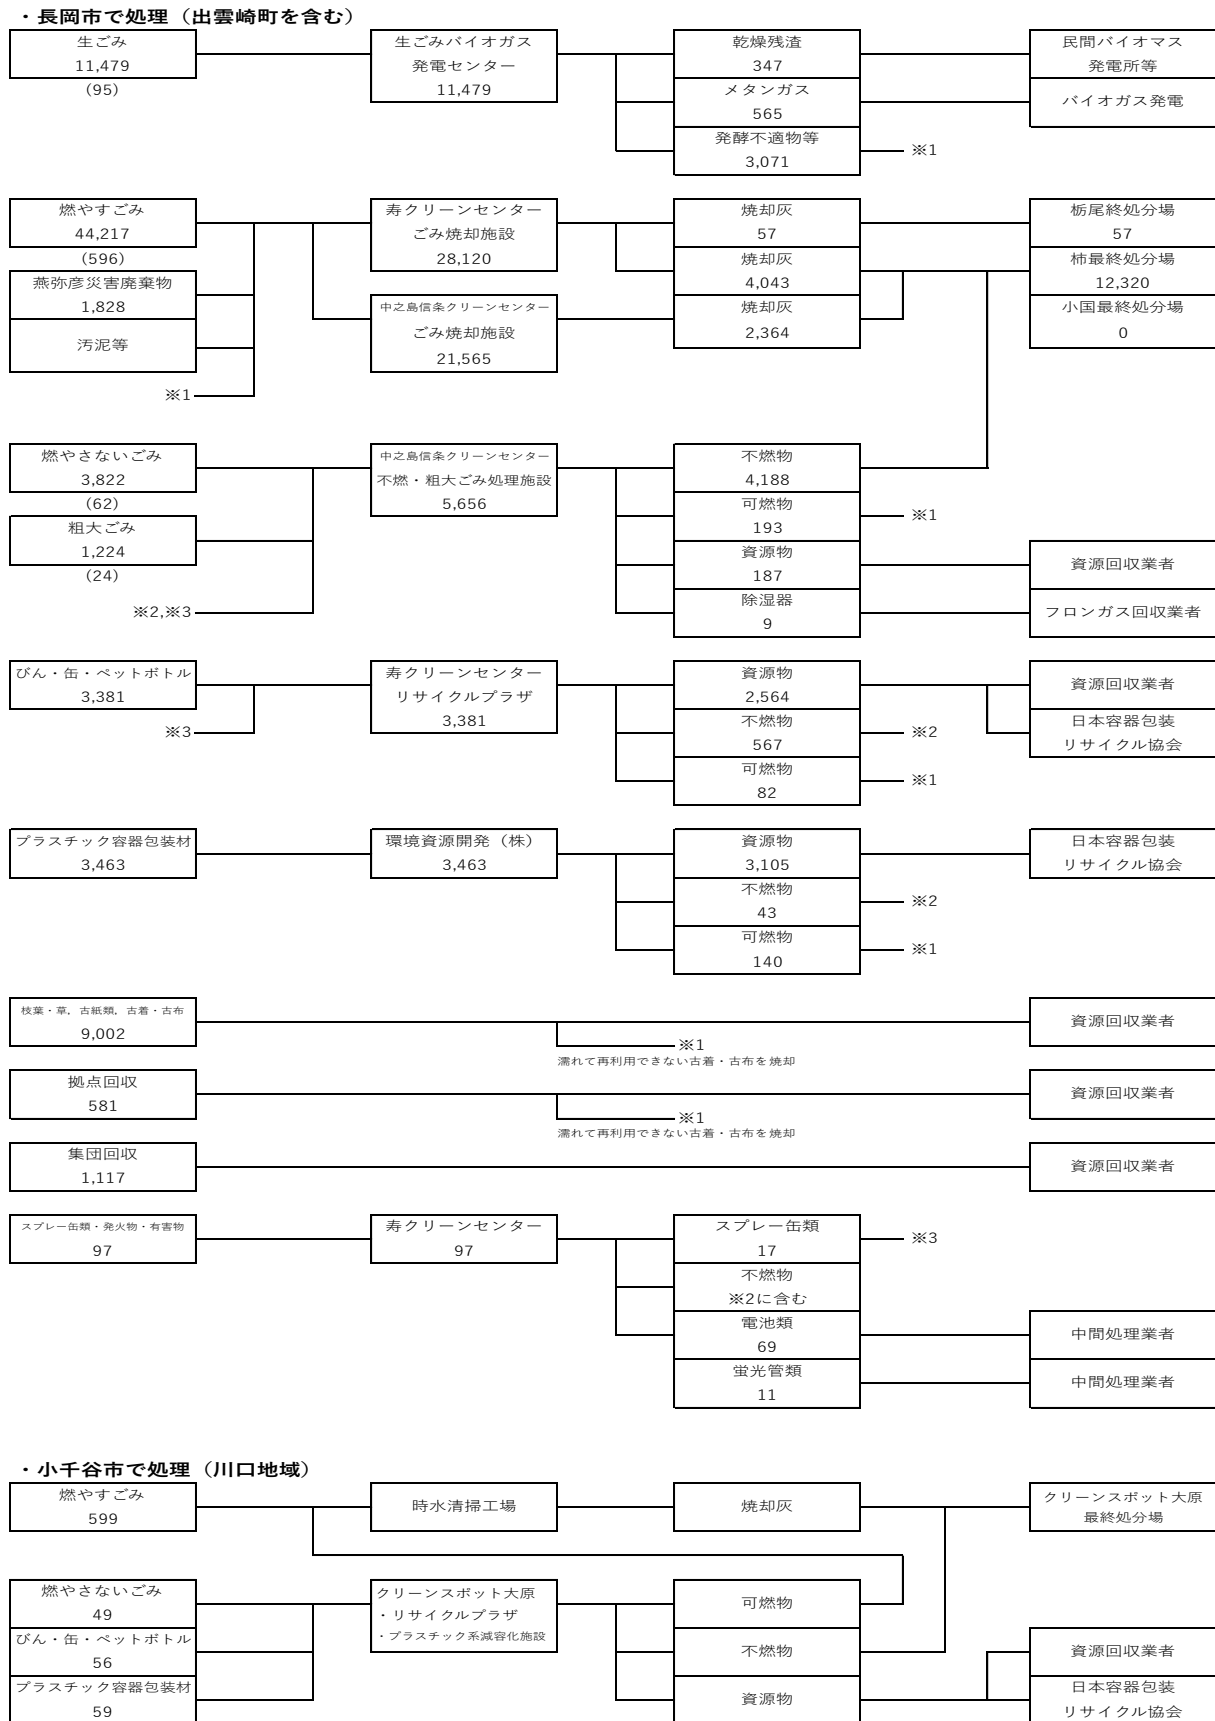 ・長岡市で処理（出雲崎町を含む）
生ごみ
11,479
(95)
生ごみバイオガス
発電センター
11,479
乾燥残渣
347
メタンガス
565
発酵不適物等
3,071
※1
民間バイオマス
発電所等
バイオガス発電
燃やすごみ
44,217
(596)
燕弥彦災害廃棄物
1,828
汚泥等
※1
寿クリーンセンター
ごみ焼却施設
28,120
中之島信条クリーンセンター
ごみ焼却施設
21,565
焼却灰
57
焼却灰
4,043
焼却灰
2,364
栃尾終処分場
57
柿最終処分場
12,320
小国最終処分場
0
燃やさないごみ
3,822
(62)
粗大ごみ
1,224
(24)
※2,※3
中之島信条クリーンセンター
不燃・粗大ごみ処理施設
5,656
不燃物
4,188
可燃物
193
※1
資源物
187
除湿器
9
資源回収業者
フロンガス回収業者
びん・缶・ペットボトル
3,381
※3
寿クリーンセンター
リサイクルプラザ
3,381
資源物
2,564
不燃物
567
※2
可燃物
82
※1
資源回収業者
日本容器包装
リサイクル協会
プラスチック容器包装材
3,463
環境資源開発（株）
3,463
資源物
3,105
不燃物
43
※2
可燃物
140
※1
日本容器包装
リサイクル協会
枝葉・草，古紙類，古着・古布
9,002
※1
濡れて再利用できない古着・古布を焼却
資源回収業者
拠点回収
581
※1
濡れて再利用できない古着・古布を焼却
資源回収業者
集団回収
1,117
資源回収業者
スプレー缶類・発火物・有害物
97
寿クリーンセンター
97
スプレー缶類
17
※3
不燃物
※2に含む
電池類
69
蛍光管類
11
中間処理業者
中間処理業者
・小千谷市で処理（川口地域）
燃やすごみ
599
時水清掃工場
焼却灰
クリーンスポット大原
最終処分場
燃やさないごみ
49
びん・缶・ペットボトル
56
プラスチック容器包装材
59
クリーンスポット大原
・リサイクルプラザ
・プラスチック系減容化施設
可燃物
不燃物
資源物
資源回収業者
日本容器包装
リサイクル協会